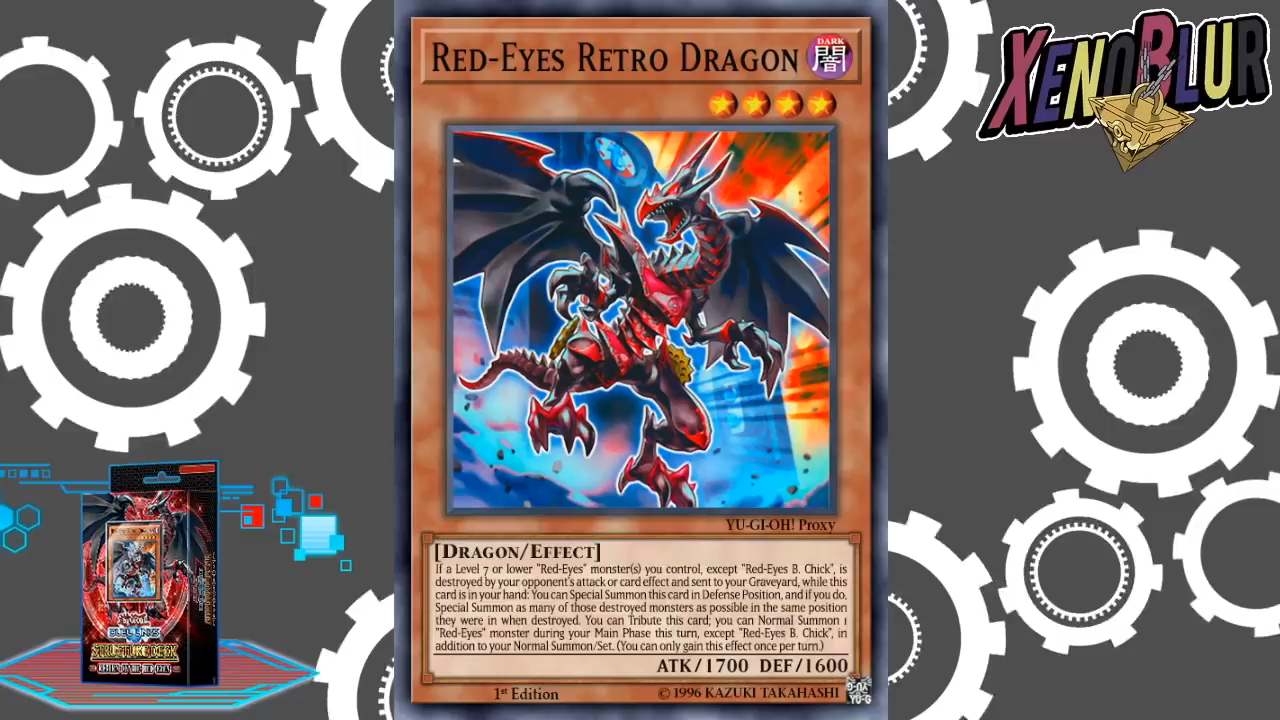 RED-EYES RETRO DRAGON
DARK
闇
XENOBLUR
YU-GI-OH! Proxy
[DRAGON/EFFECT]
If a Level 7 or lower "Red-Eyes" monster(s) you control, except "Red-Eyes B. Chick", is
destroyed by your opponent's attack or card effect and sent to your Graveyard, while this
card is in your hand: You can Special Summon this card in Defense Position, and if you do,
Special Summon as many of those destroyed monsters as possible in the same position
they were in when destroyed. You can Tribute this card; you can Normal Summon 1
"Red-Eyes" monster during your Main Phase this turn, except "Red-Eyes B. Chick", in
addition to your Normal Summon/Set. (You can only gain this effect once per turn.)
ATK/1700 DEF/1600
1st Edition
© 1996 KAZUKI TAKAHASHI
DUEL LINKS